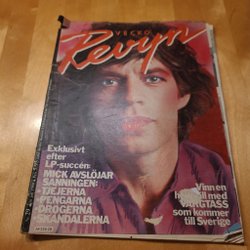 VECKO
Revyn
Exklusivt
efter
LP-succén:
MICK AVSLÖJAR
SANNINGEN:
TJEJERNA
PENGARNA
DROGERNA
SKANDALERNA
Vinn en
med
VARGTASS
som kommer
till Sverige